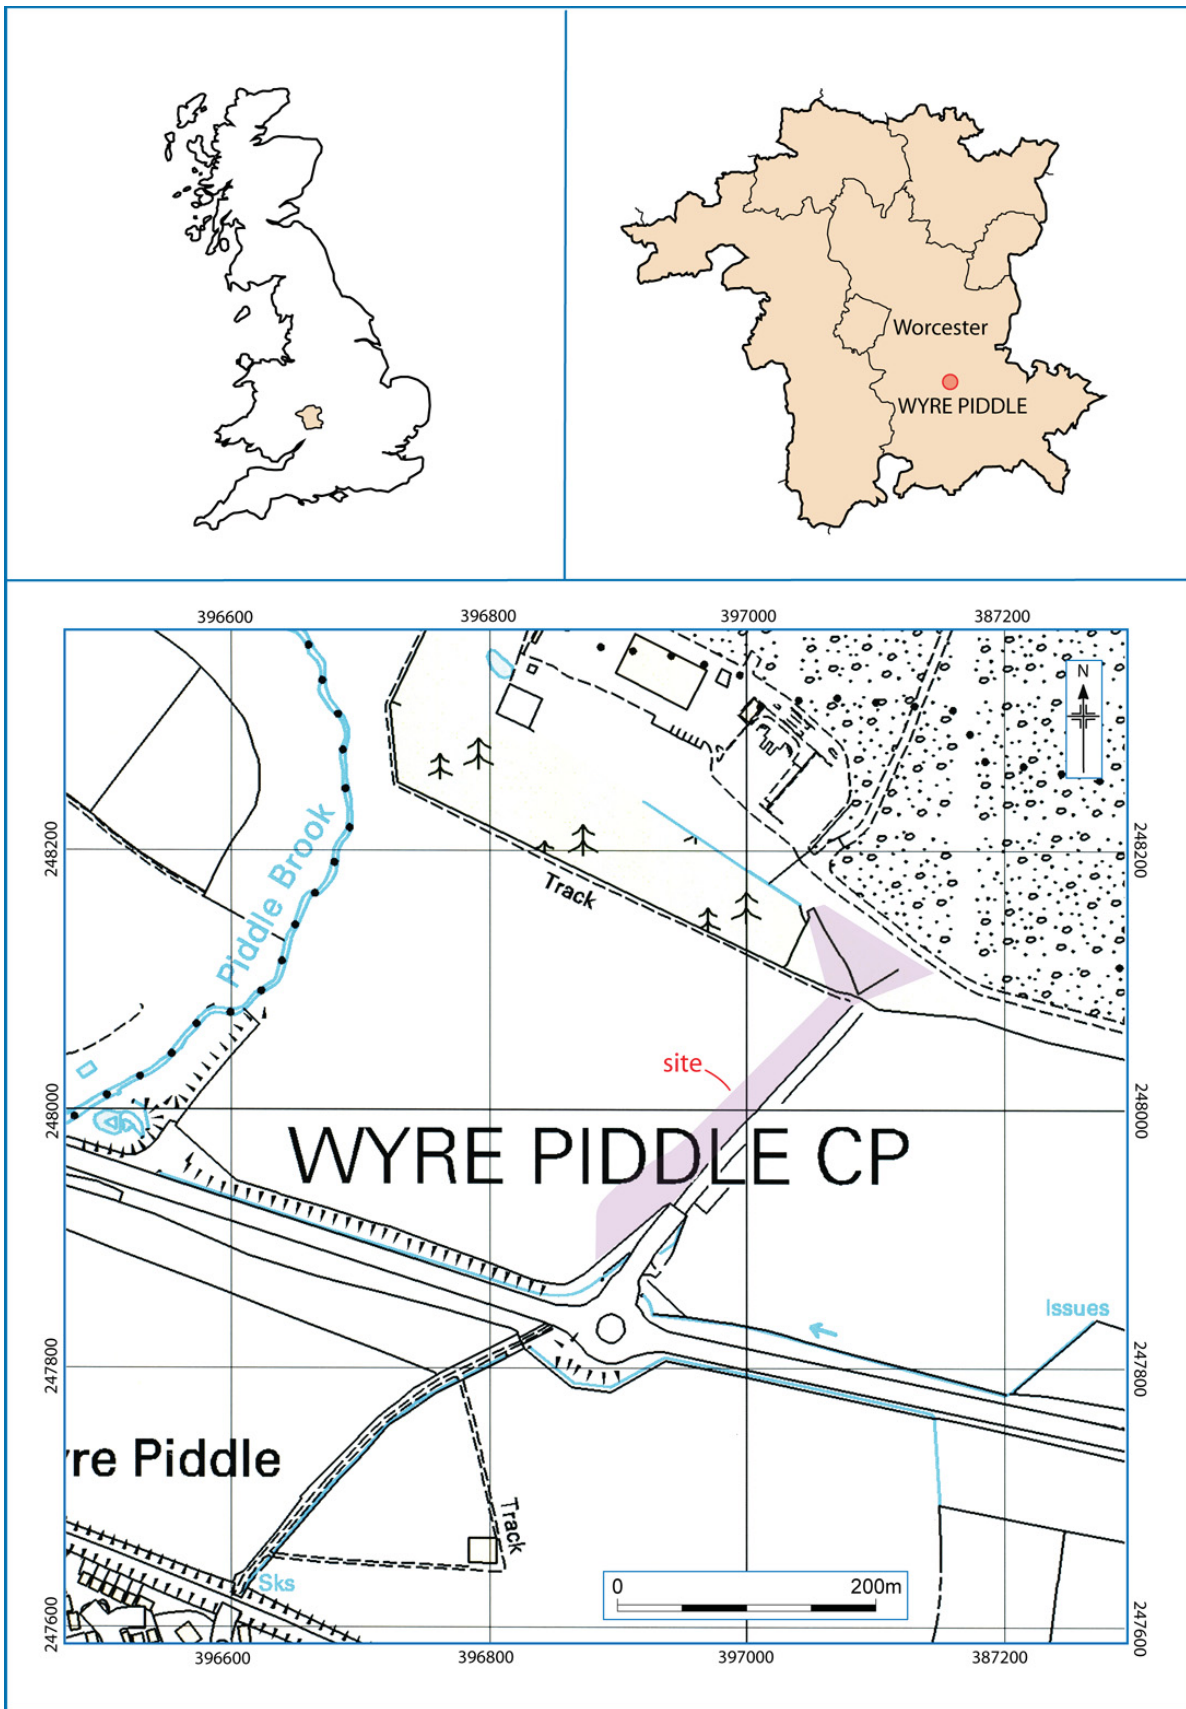 Worcester
WYRE PIDDLE
396600
396800
397000
387200
N
248200
Piddle Brook
248200
Track
site
248000
WYRE PIDDLE CP
248000
Issues
247800
247800
yre Piddle
Track
Sks
0
200m
247600
247600
396600
396800
397000
387200